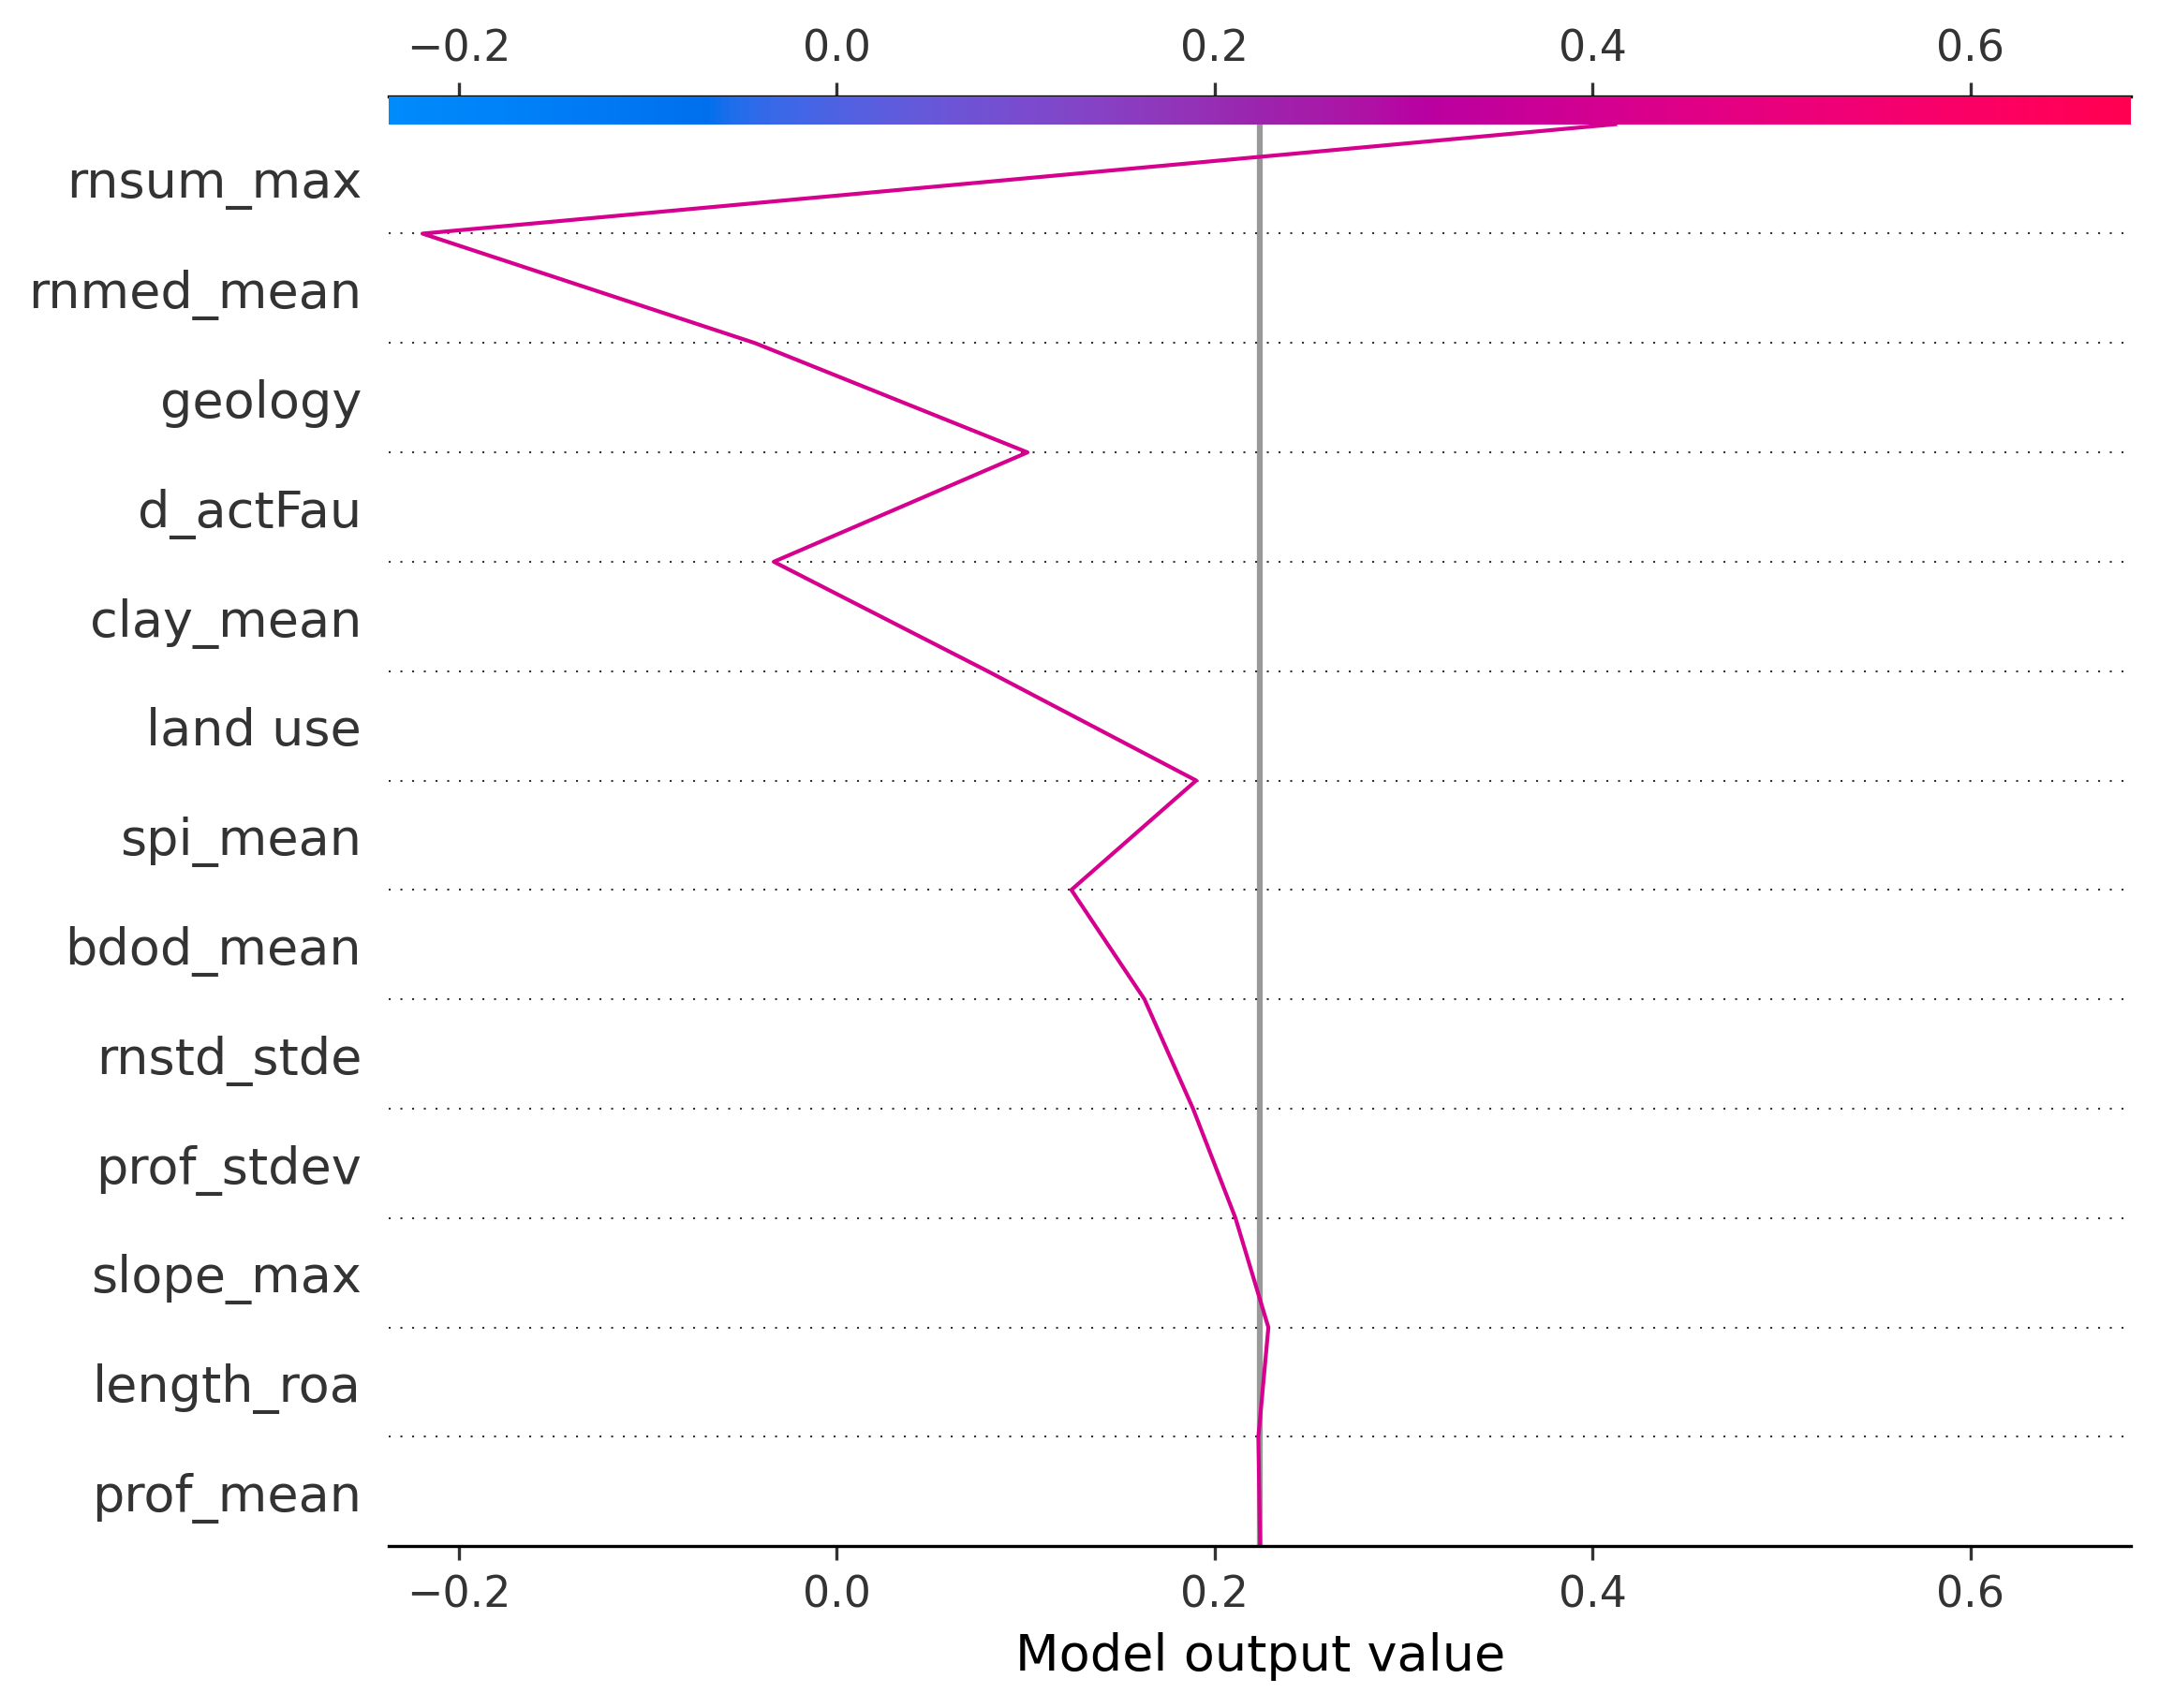 −0.2 0.0 0.2 0.4 0.6
rnsum_max
rnmed_mean
geology
d_actFau
clay_mean
land use
spi_mean
bdod_mean
rnstd_stde
prof_stdev
slope_max
length_roa
prof_mean
−0.2 0.0 0.2 0.4 0.6
Model output value